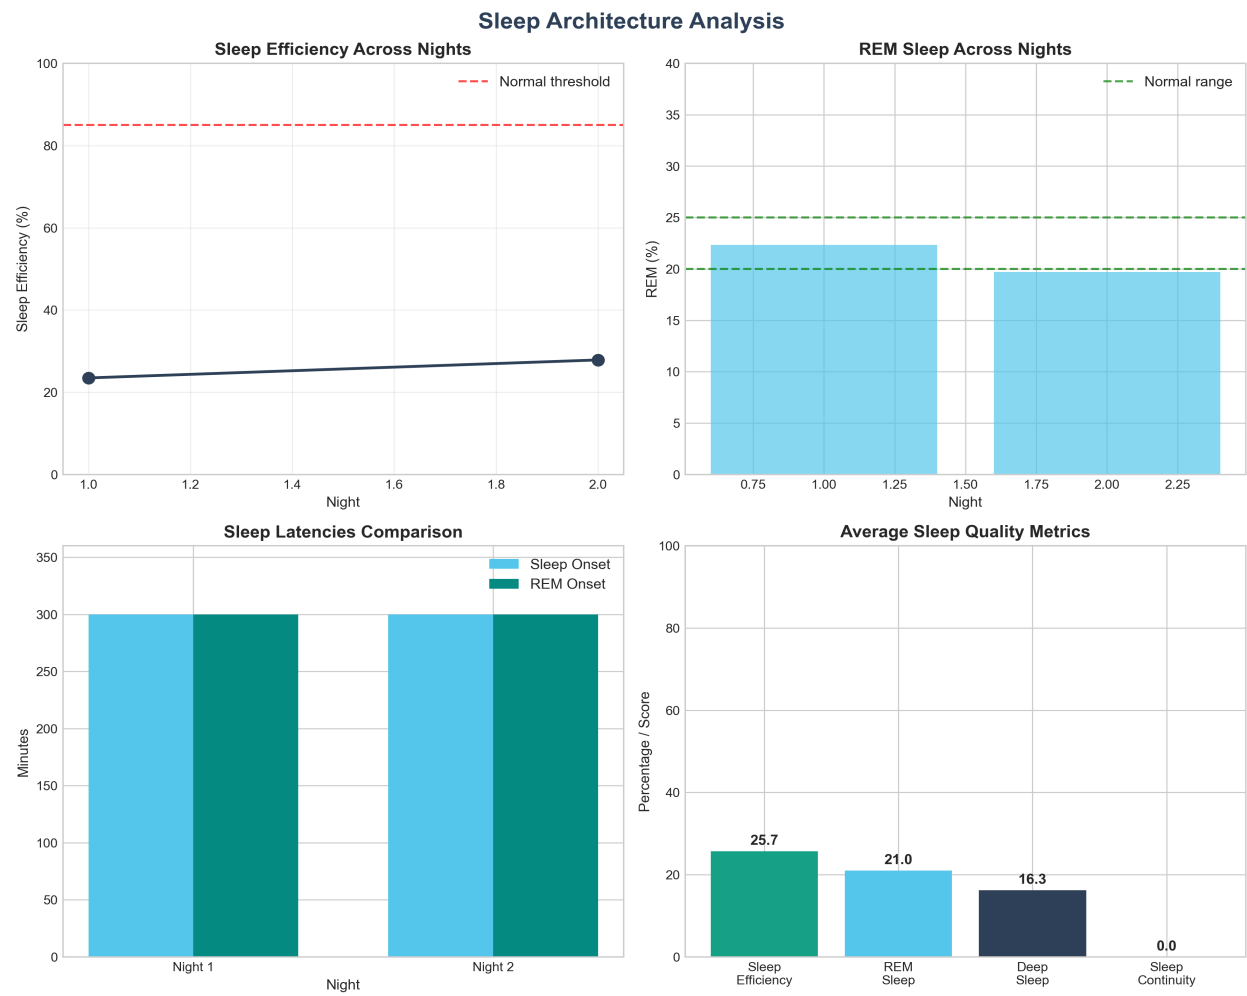 Sleep Architecture Analysis
Sleep Efficiency Across Nights
100
80
60
40
20
0
Sleep Efficiency (%)
Normal threshold
1.0 1.2 1.4 1.6 1.8 2.0
Night
REM Sleep Across Nights
40
35
30
25
20
15
10
5
0
REM (%)
Normal range
0.75 1.00 1.25 1.50 1.75 2.00 2.25
Night
Sleep Latencies Comparison
350
300
250
200
150
100
50
0
Minutes
Sleep Onset
REM Onset
Night 1 Night 2
Night
Average Sleep Quality Metrics
100
80
60
40
20
0
Percentage / Score
25.7
21.0
16.3
0.0
Sleep
Efficiency
REM
Sleep
Deep
Sleep
Sleep
Continuity